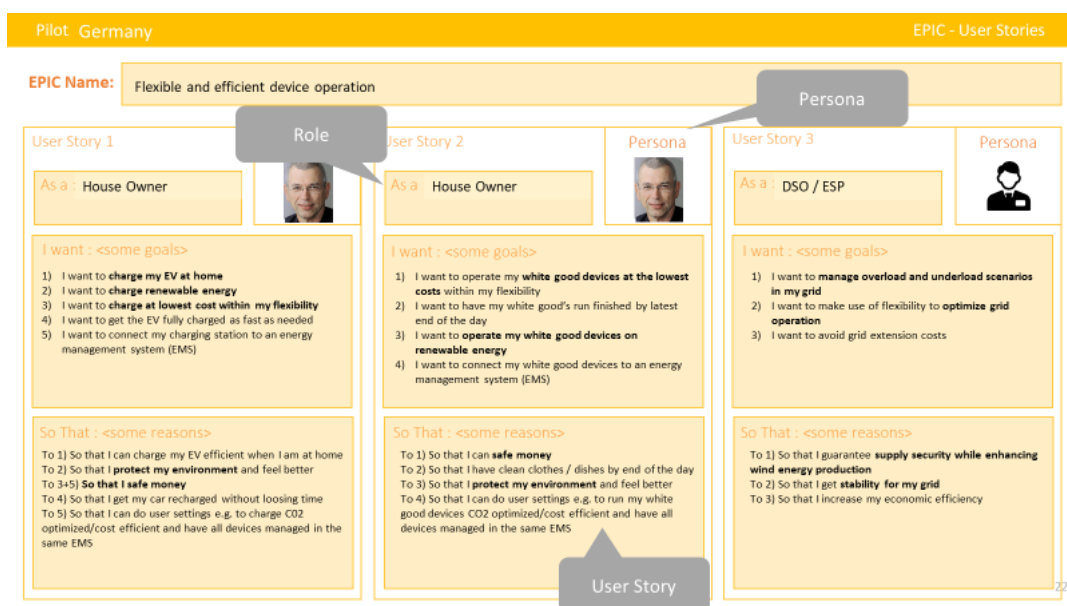 Pilot Germany
EPIC - User Stories
EPIC Name:
Flexible and efficient device operation
Persona
Role
User Story 1
As a : House Owner
I want : <some goals>
1) I want to charge my EV at home
2) I want to charge renewable energy
3) I want to charge at lowest cost within my flexibility
4) I want to get the EV fully charged as fast as needed
5) I want to connect my charging station to an energy
management system (EMS)
So That : <some reasons>
To 1) So that I can charge my EV efficient when I am at home
To 2) So that I protect my environment and feel better
To 3+5) So that I safe money
To 4) So that I get my car recharged without loosing time
To 5) So that I can do user settings e.g. to charge C02
optimized/cost efficient and have all devices managed in the
same EMS
User Story 2
Persona
As a House Owner
I want : <some goals>
1) I want to operate my white good devices at the lowest
costs within my flexibility
2) I want to have my white good's run finished by latest
end of the day
3) I want to operate my white good devices on
renewable energy
4) I want to connect my white good devices to an energy
management system (EMS)
So That : <some reasons>
To 1) So that I can safe money
To 2) So that I have clean clothes / dishes by end of the day
To 3) So that I protect my environment and feel better
To 4) So that I can do user settings e.g. to run my white
good devices CO2 optimized/cost efficient and have all
devices managed in the same EMS
User Story
User Story 3
Persona
As a : DSO / ESP
I want : <some goals>
1) I want to manage overload and underload scenarios
in my grid
2) I want to make use of flexibility to optimize grid
operation
3) I want to avoid grid extension costs
So That : <some reasons>
To 1) So that I guarantee supply security while enhancing
wind energy production
To 2) So that I get stability for my grid
To 3) So that I increase my economic efficiency
22